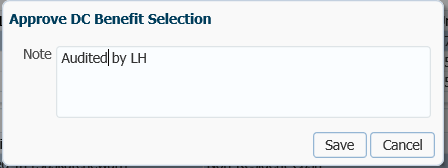 Approve DC Benefit Selection
Note
Audited by LH
Save
Cancel